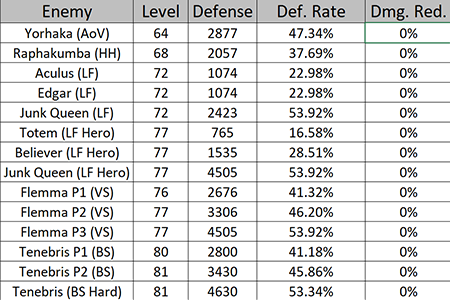 Enemy Level Defense Def. Rate Dmg. Red.
Yorhaka (AoV) 64 2877 47.34% 0%
Raphakumba (HH) 68 2057 37.69% 0%
Aculus (LF) 72 1074 22.98% 0%
Edgar (LF) 72 1074 22.98% 0%
Junk Queen (LF) 72 2423 53.92% 0%
Totem (LF Hero) 77 765 16.58% 0%
Believer (LF Hero) 77 1535 28.51% 0%
Junk Queen (LF Hero) 77 4505 53.92% 0%
Flemma P1 (VS) 76 2676 41.32% 0%
Flemma P2 (VS) 77 3306 46.20% 0%
Flemma P3 (VS) 77 4505 53.92% 0%
Tenebris P1 (BS) 80 2800 41.18% 0%
Tenebris P2 (BS) 81 3430 45.86% 0%
Tenebris (BS Hard) 81 4630 53.34% 0%